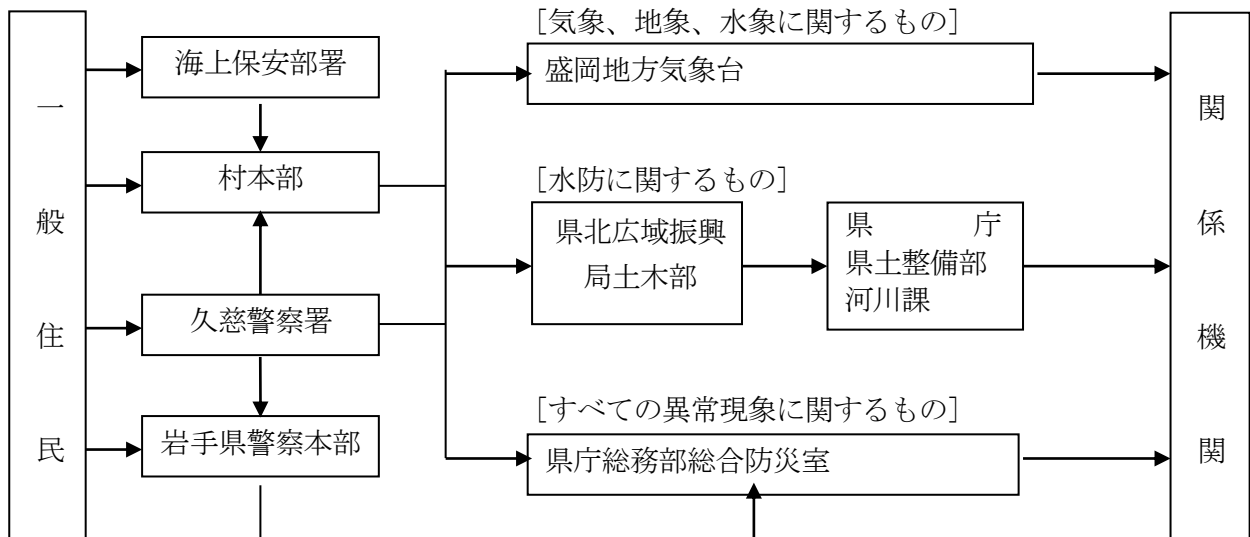 一般住民
海上保安部署
村本部
久慈警察署
岩手県警察本部
［気象、地象、水象に関するもの］
盛岡地方気象台
［水防に関するもの］
県北広域振興
局土木部
県　　　庁
県土整備部
河川課
［すべての異常現象に関するもの］
県庁総務部総合防災室
関係機関